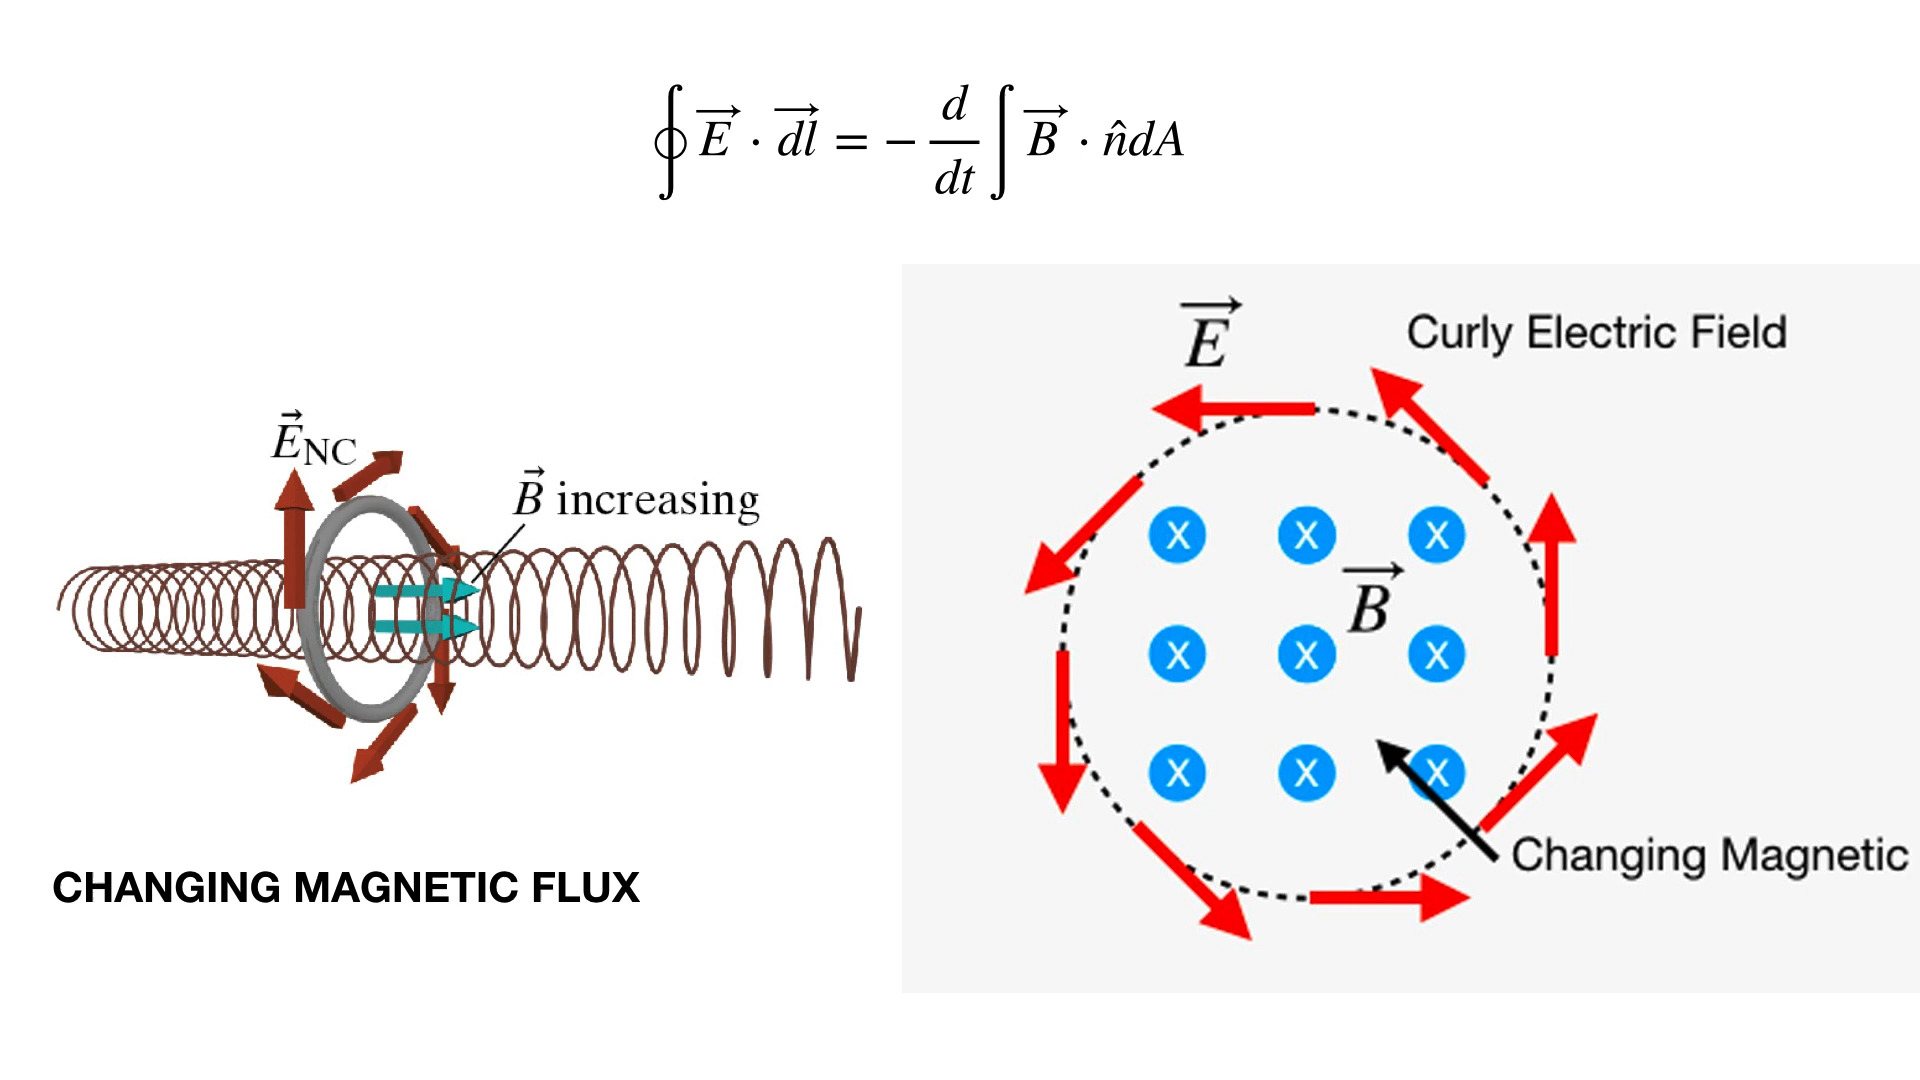 ∮ E⃗ · dl⃗ = − d/dt ∫ B⃗ · n̂dA
E⃗
Curly Electric Field
E⃗NC
B⃗ increasing
X X X
B⃗
X X X
X X X
Changing Magnetic
CHANGING MAGNETIC FLUX